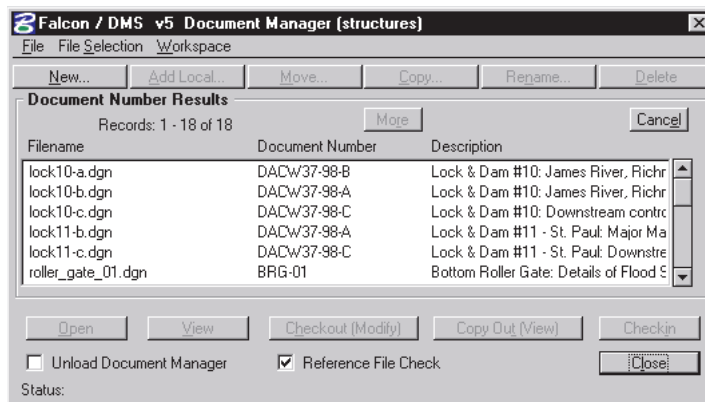 Falcon / DMS v5 Document Manager (structures)
File File Selection Workspace
New... Add Local... Move... Copy... Rename... Delete
Document Number Results
Records: 1 - 18 of 18 More Cancel
Filename Document Number Description
lock10-a.dgn DACW37-98-B Lock & Dam #10: James River, Richr
lock10-b.dgn DACW37-98-A Lock & Dam #10: James River, Richr
lock10-c.dgn DACW37-98-C Lock & Dam #10: Downstream contrc
lock11-b.dgn DACW37-98-A Lock & Dam #11 - St. Paul: Major Ma
lock11-c.dgn DACW37-98-C Lock & Dam #11 - St. Paul: Downstre
roller_gate_01.dgn BRG-01 Bottom Roller Gate: Details of Flood S
Open View Checkout (Modify) Copy Out (View) Checkin
Unload Document Manager Reference File Check Close
Status: